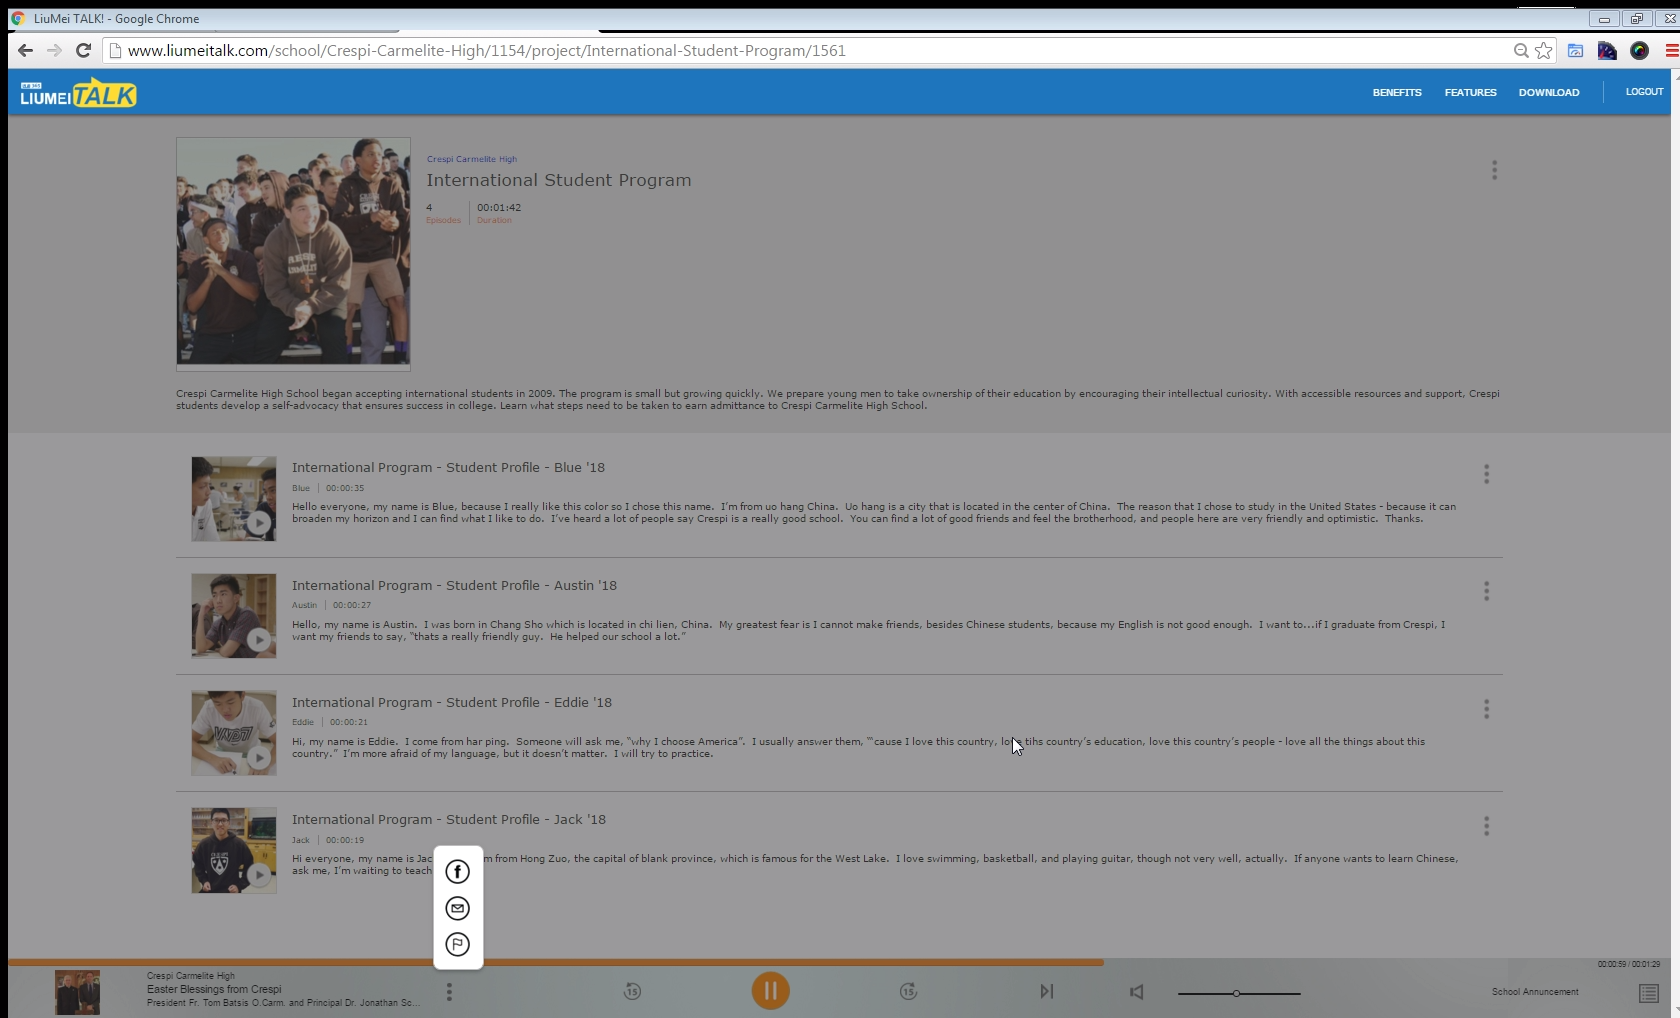 LiuMei TALK! - Google Chrome
www.liumeitalk.com/school/Crespi-Carmelite-High/1154/project/International-Student-Program/1561
LIUMEI TALK
BENEFITS FEATURES DOWNLOAD LOGOUT
Crespi Carmelite High
International Student Program
4 00:01:42
Episodes Duration
Crespi Carmelite High School began accepting international students in 2009. The program is small but growing quickly. We prepare young men to take ownership of their education by encouraging their intellectual curiosity. With accessible resources and support, Crespi
students develop a self-advocacy that ensures success in college. Learn what steps need to be taken to earn admittance to Crespi Carmelite High School.
International Program - Student Profile - Blue '18
Blue | 00:00:35
Hello everyone, my name is Blue, because I really like this color so I chose this name. I'm from uo hang China. Uo hang is a city that is located in the center of China. The reason that I chose to study in the United States - because it can
broaden my horizon and I can find what I like to do. I've heard a lot of people say Crespi is a really good school. You can find a lot of good friends and feel the brotherhood, and people here are very friendly and optimistic. Thanks.
International Program - Student Profile - Austin '18
Austin | 00:00:27
Hello, my name is Austin. I was born in Chang Sho which is located in chi lien, China. My greatest fear is I cannot make friends, besides Chinese students, because my English is not good enough. I want to...if I graduate from Crespi, I
want my friends to say, “thats a really friendly guy. He helped our school a lot.”
International Program - Student Profile - Eddie '18
Eddie | 00:00:21
Hi, my name is Eddie. I come from har ping. Someone will ask me, “why I choose America”. I usually answer them, “‘cause I love this country, love tihs country’s education, love this country’s people - love all the things about this
country.” I’m more afraid of my language, but it doesn’t matter. I will try to practice.
International Program - Student Profile - Jack '18
Jack | 00:00:19
Hi everyone, my name is Jac m from Hong Zuo, the capital of blank province, which is famous for the West Lake. I love swimming, basketball, and playing guitar, though not very well, actually. If anyone wants to learn Chinese,
ask me, I’m waiting to teach
00:00:59 / 00:01:29
Crespi Carmelite High
Easter Blessings from Crespi
President Fr. Tom Batsis O.Carm. and Principal Dr. Jonathan Sc...
15 15
School Annuncement